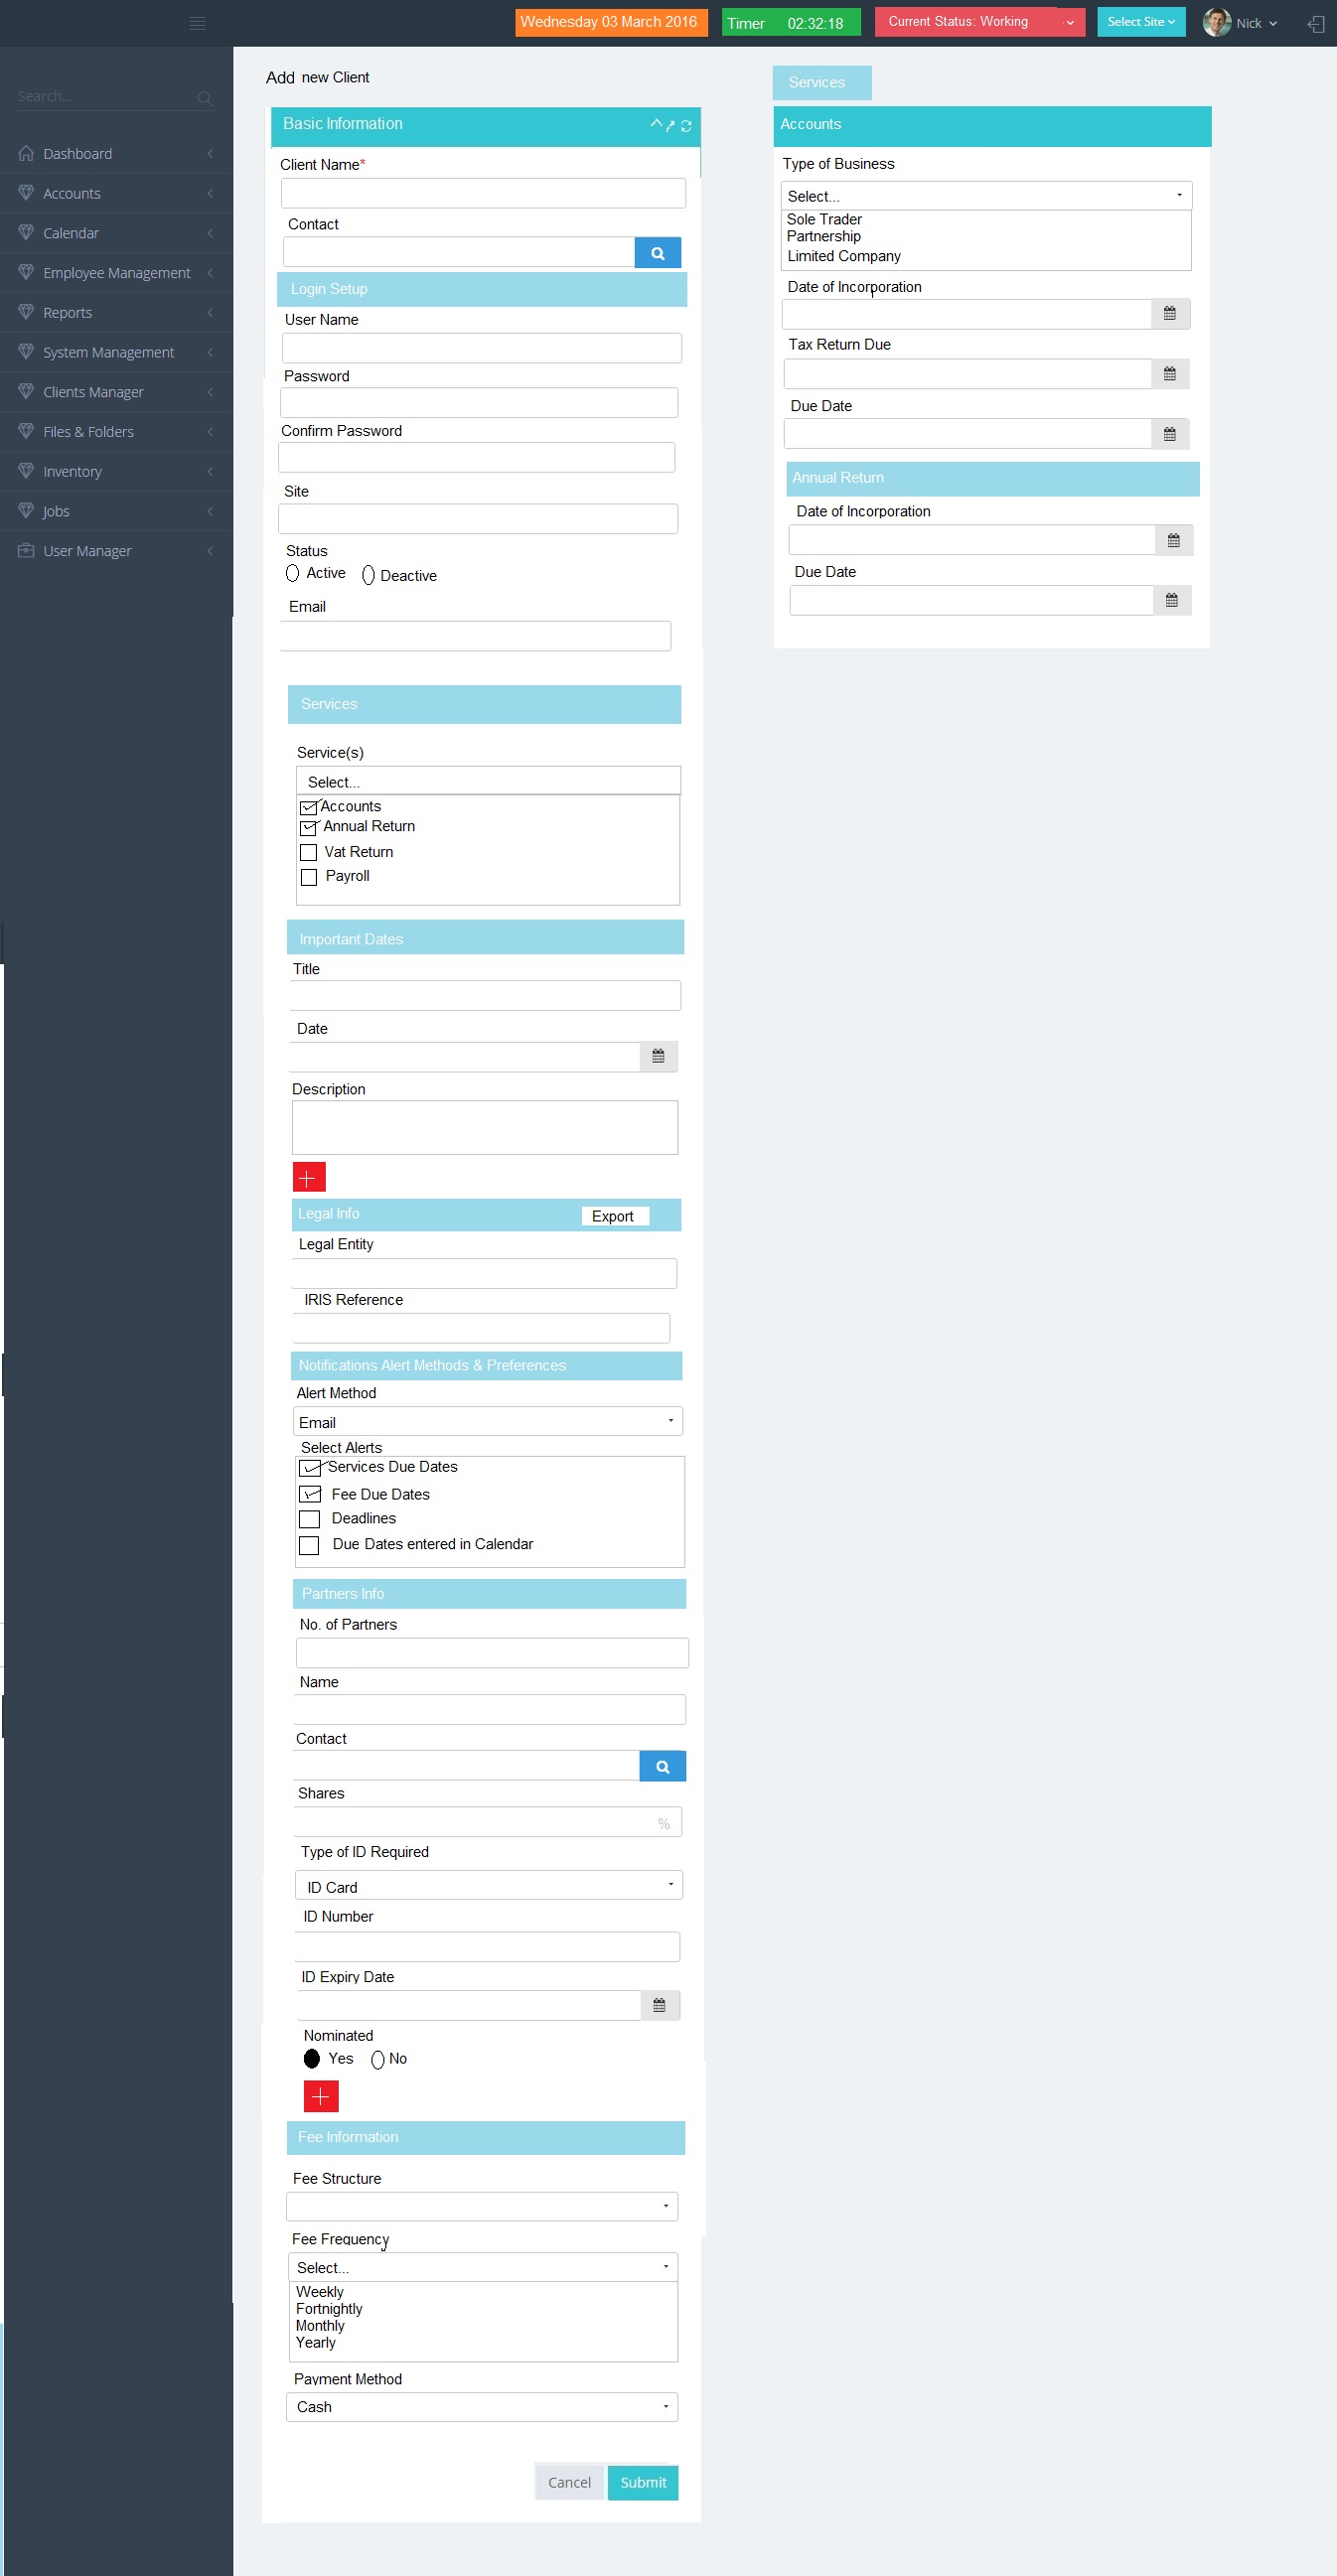 Wednesday 03 March 2016
Timer 02:32:18
Current Status: Working
Select Site
Nick
Search...
Dashboard
Accounts
Calendar
Employee Management
Reports
System Management
Clients Manager
Files & Folders
Inventory
Jobs
User Manager
Add new Client
Basic Information
Client Name*
Contact
Login Setup
User Name
Password
Confirm Password
Site
Status
Active Deactive
Email
Services
Service(s)
Select...
Accounts
Annual Return
Vat Return
Payroll
Important Dates
Title
Date
Description
Legal Info Export
Legal Entity
IRIS Reference
Notifications Alert Methods & Preferences
Alert Method
Email
Select Alerts
Services Due Dates
Fee Due Dates
Deadlines
Due Dates entered in Calendar
Partners Info
No. of Partners
Name
Contact
Shares
%
Type of ID Required
ID Card
ID Number
ID Expiry Date
Nominated
Yes No
Fee Information
Fee Structure
Fee Frequency
Select...
Weekly
Fortnightly
Monthly
Yearly
Payment Method
Cash
Cancel Submit
Services
Accounts
Type of Business
Select...
Sole Trader
Partnership
Limited Company
Date of Incorporation
Tax Return Due
Due Date
Annual Return
Date of Incorporation
Due Date